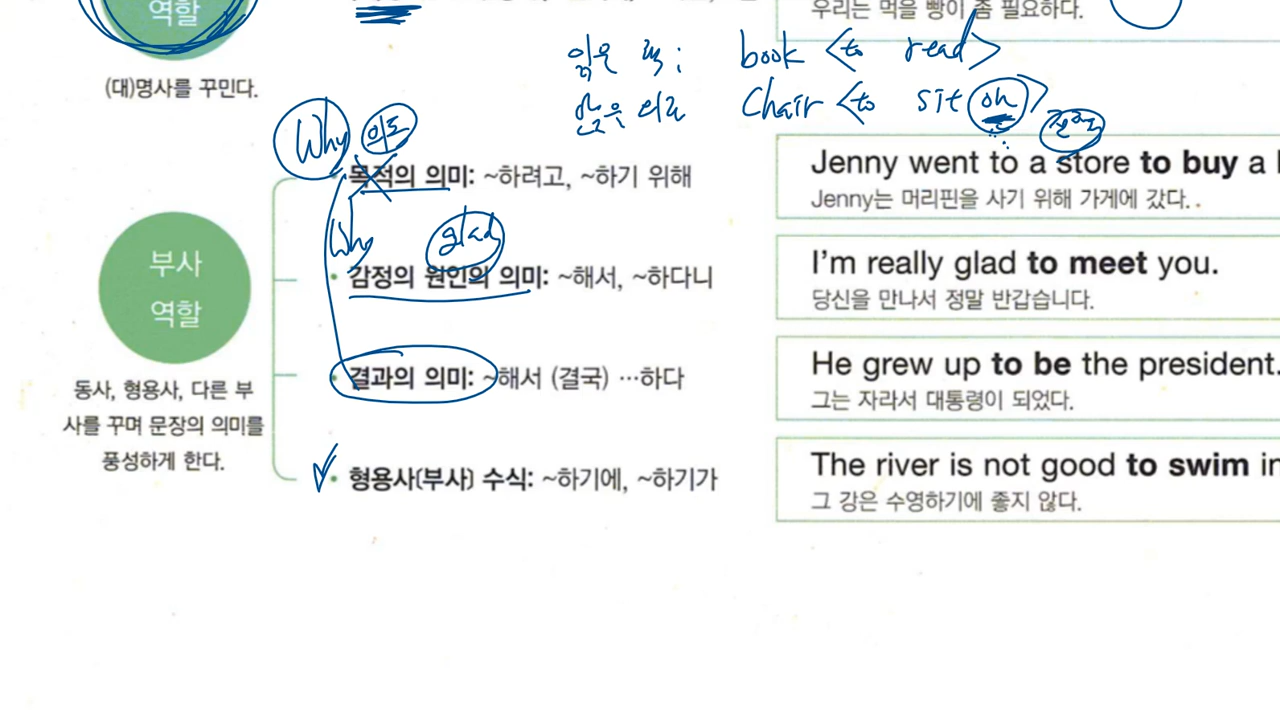 역할
우리는 먹을 빵이 좀 필요하다.
읽을 책; book <to read>
앉을 의자 Chair <to sit on>
(대)명사를 꾸민다.
Why 의도
목적의 의미: ~하려고, ~하기 위해
Jenny went to a store to buy a
Jenny는 머리핀을 사기 위해 가게에 갔다.
Why glad
부사
역할
감정의 원인의 의미: ~해서, ~하다니
I'm really glad to meet you.
당신을 만나서 정말 반갑습니다.
결과의 의미: ~해서 (결국) …하다
He grew up to be the president.
그는 자라서 대통령이 되었다.
동사, 형용사, 다른 부
사를 꾸며 문장의 의미를
풍성하게 한다.
형용사(부사) 수식: ~하기에, ~하기가
The river is not good to swim in
그 강은 수영하기에 좋지 않다.